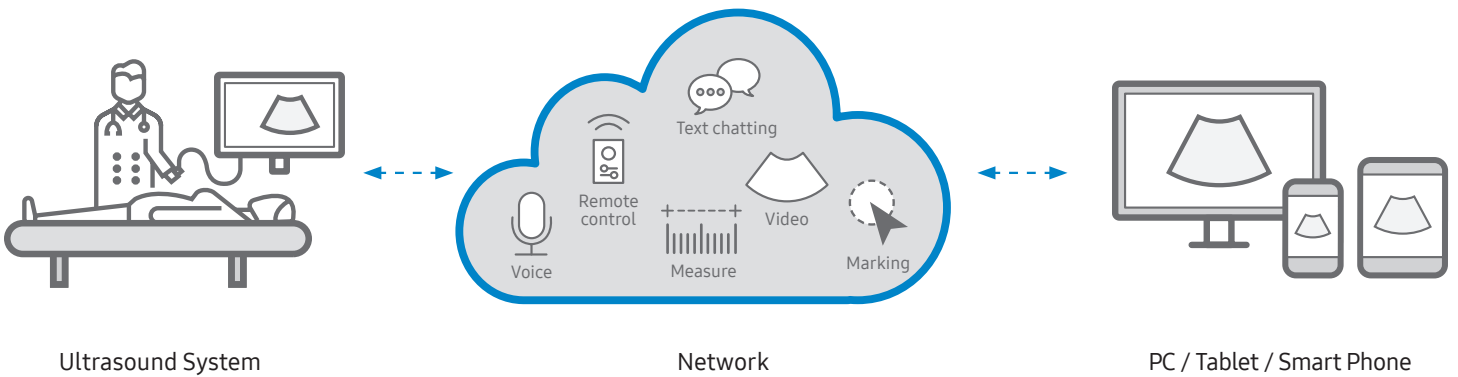 Text chatting
Remote
control
Video
Voice
Measure
Marking
Ultrasound System
Network
PC / Tablet / Smart Phone